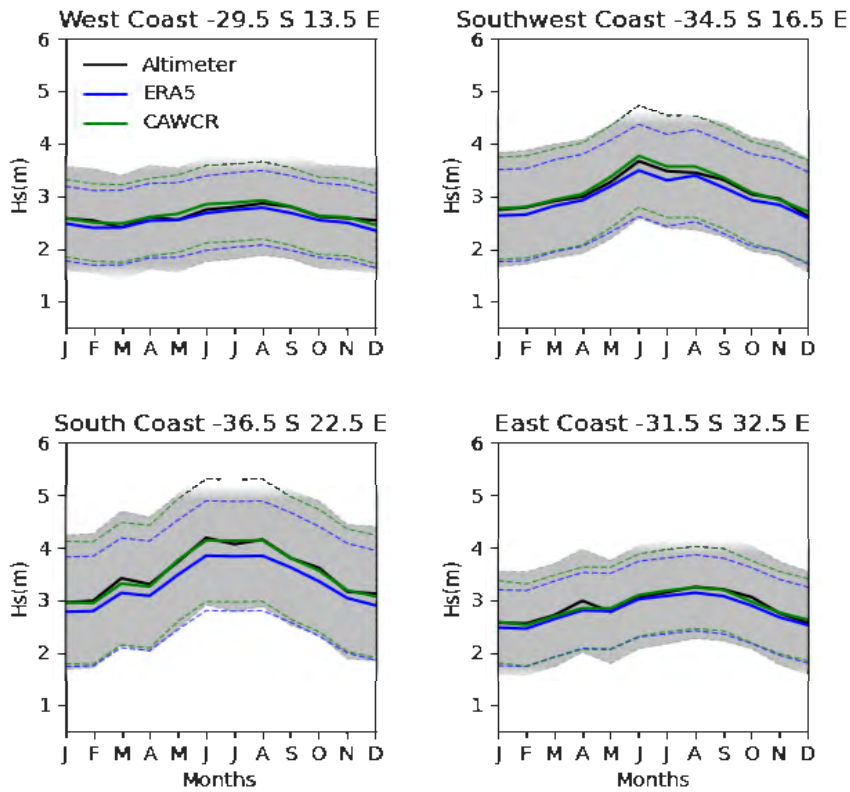 West Coast -29.5 S 13.5 E
6
5
4
3
2
1
Hs(m)
Altimeter
ERA5
CAWCR
J F M A M J J A S O N D
Southwest Coast -34.5 S 16.5 E
6
5
4
3
2
1
Hs(m)
J F M A M J J A S O N D
South Coast -36.5 S 22.5 E
6
5
4
3
2
1
Hs(m)
J F M A M J J A S O N D
Months
East Coast -31.5 S 32.5 E
6
5
4
3
2
1
Hs(m)
J F M A M J J A S O N D
Months